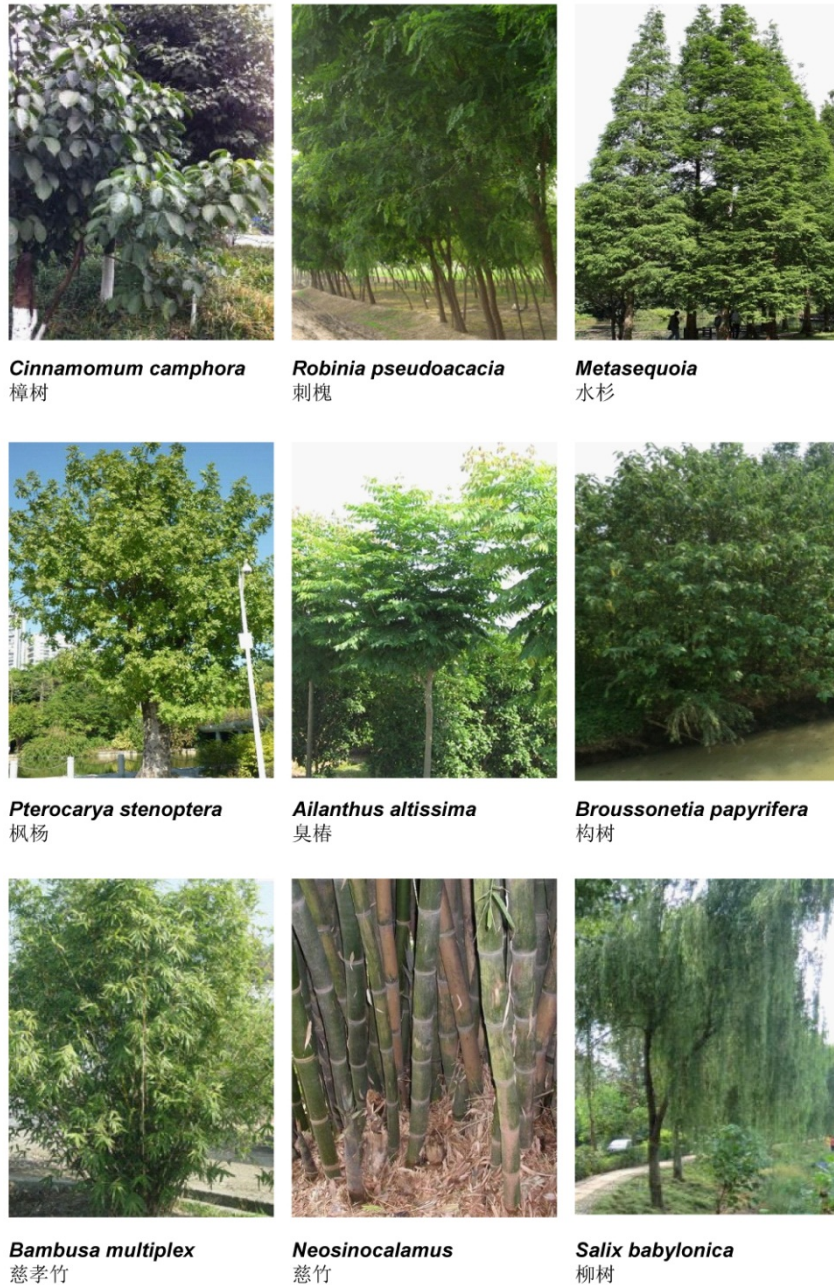 Cinnamomum camphora
樟树
Robinia pseudoacacia
刺槐
Metasequoia
水杉
Pterocarya stenoptera
枫杨
Ailanthus altissima
臭椿
Broussonetia papyrifera
构树
Bambusa multiplex
慈孝竹
Neosinocalamus
慈竹
Salix babylonica
柳树